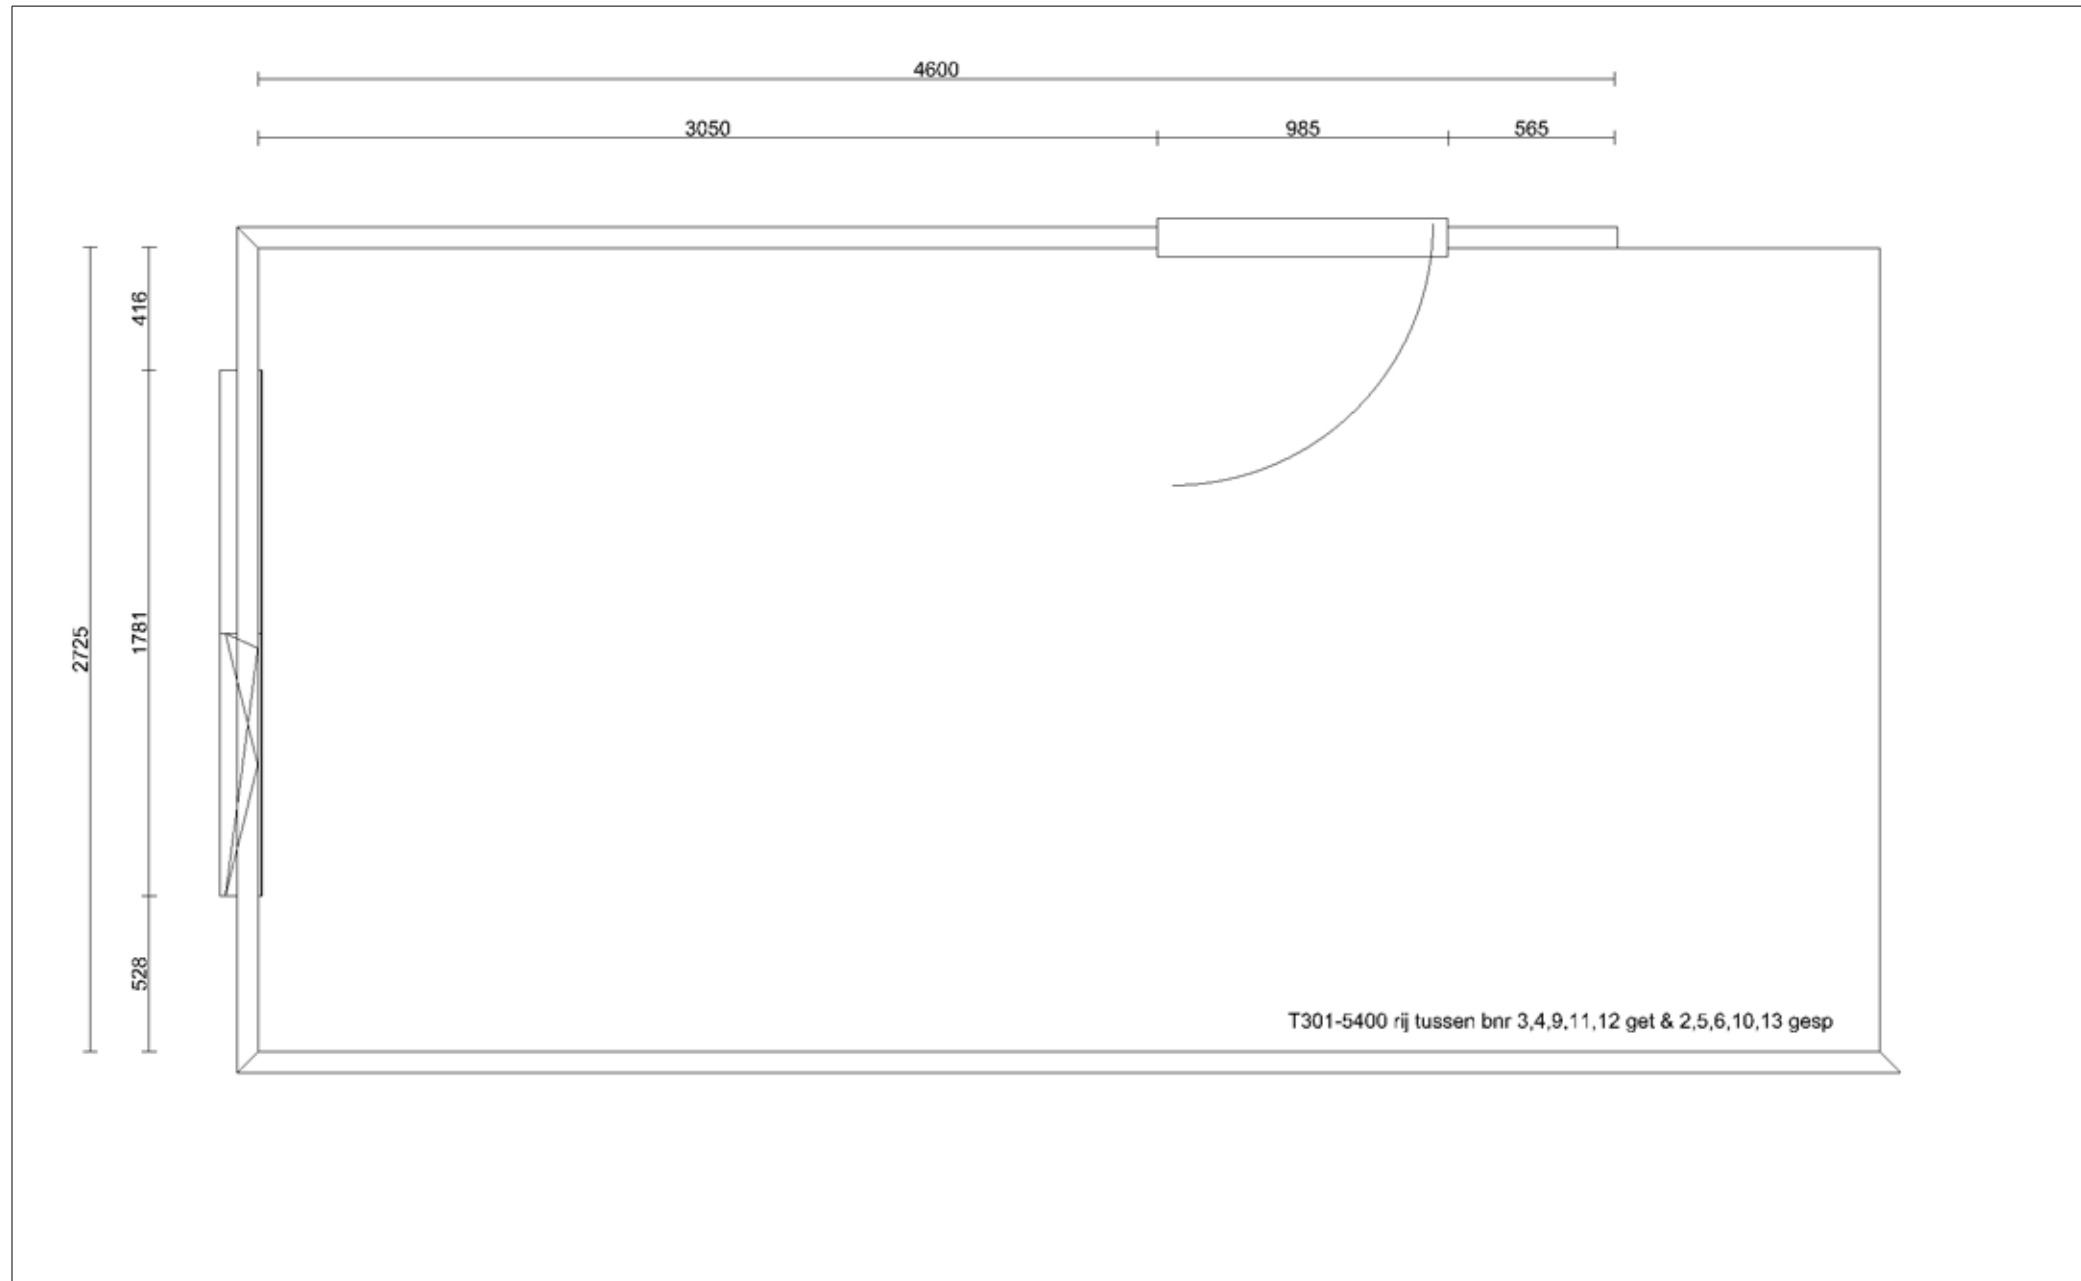 4600
3050 985 565
416
1781
2725
528
T301-5400 rij tussen bnr 3,4,9,11,12 get & 2,5,6,10,13 gesp